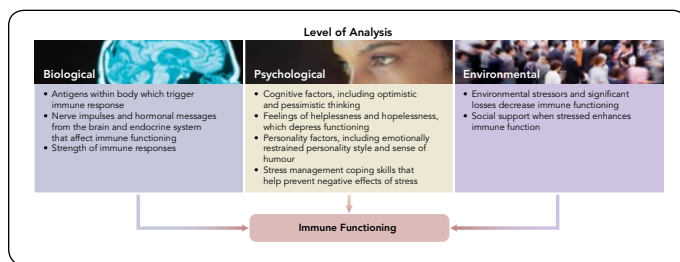 Level of Analysis
Biological
• Antigens within body which trigger
immune response
• Nerve impulses and hormonal messages
from the brain and endocrine system
that affect immune functioning
• Strength of immune responses
Psychological
• Cognitive factors, including optimistic
and pessimistic thinking
• Feelings of helplessness and hopelessness,
which depress functioning
• Personality factors, including emotionally
restrained personality style and sense of
humour
• Stress management coping skills that
help prevent negative effects of stress
Environmental
• Environmental stressors and significant
losses decrease immune functioning
• Social support when stressed enhances
immune function
Immune Functioning